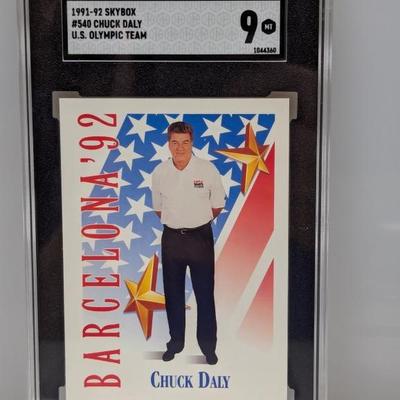 1991-92 SKYBOX
#540 CHUCK DALY
U.S. OLYMPIC TEAM
9
MT
1044360
BARCELONA'92
CHUCK DALY